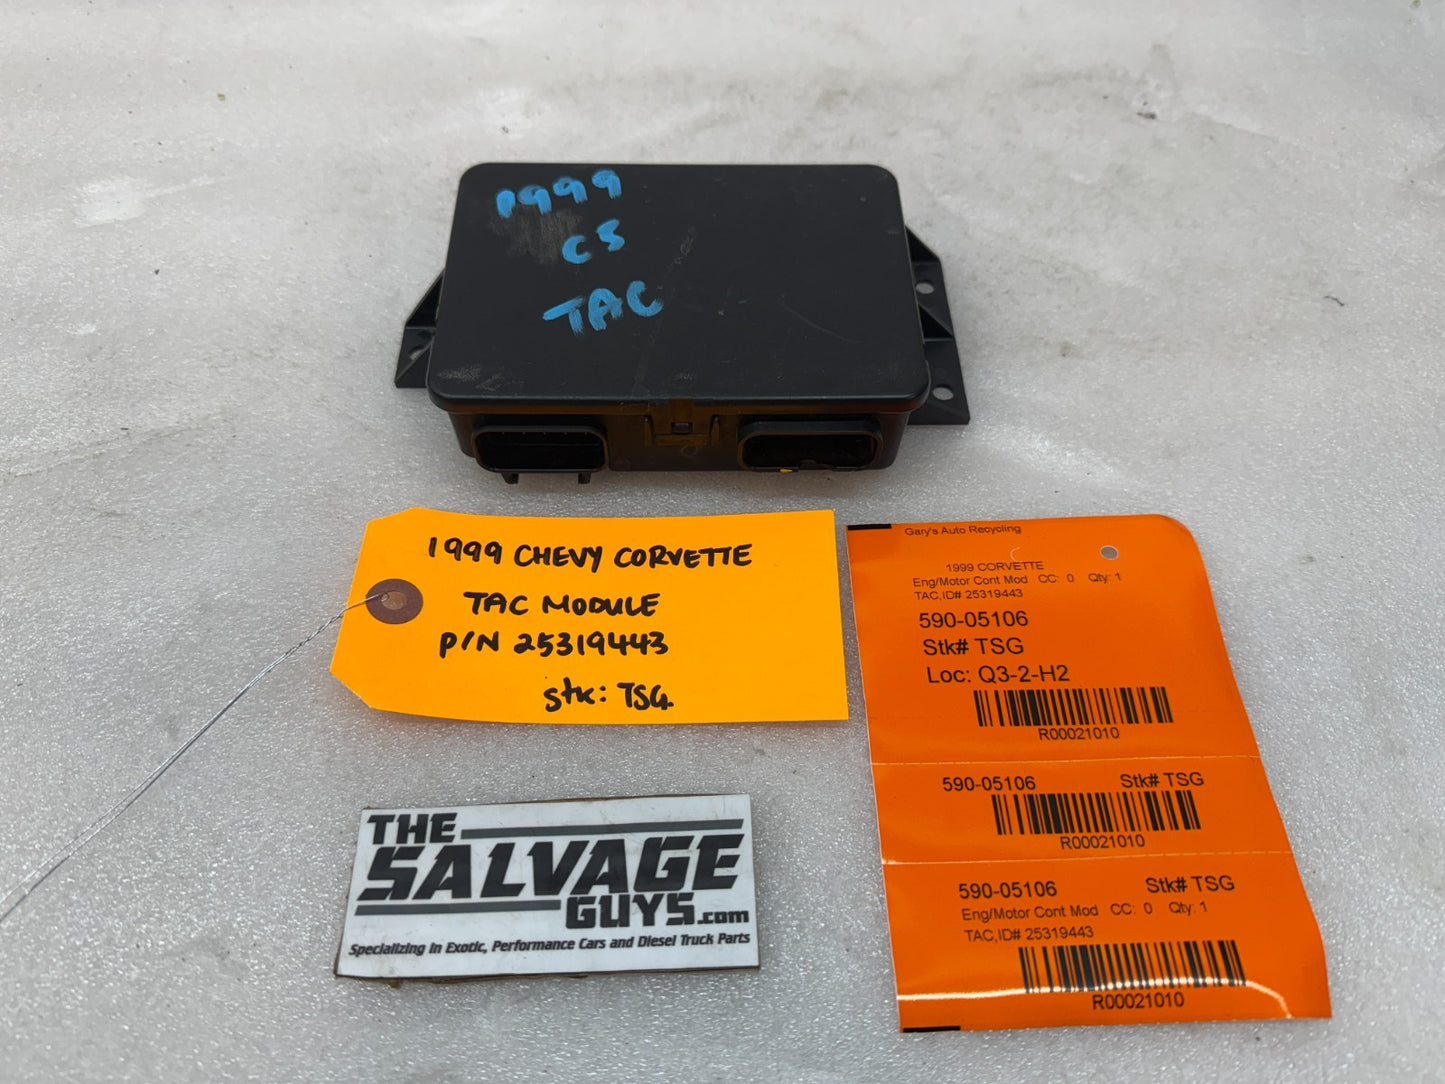 1999
C5
TAC
1999 CHEVY CORVETTE
TAC MODULE
P/N 25319443
Stk: TSG
Gary's Auto Recycling
1999 CORVETTE
Eng/Motor Cont Mod CC: 0 Qty: 1
TAC,ID# 25319443
590-05106
Stk# TSG
Loc: Q3-2-H2
R00021010
590-05106 Stk# TSG
R00021010
590-05106 Stk# TSG
Eng/Motor Cont Mod CC: 0 Qty: 1
TAC,ID# 25319443
R00021010
THE
SALVAGE
GUYS.com
Specializing in Exotic, Performance Cars and Diesel Truck Parts